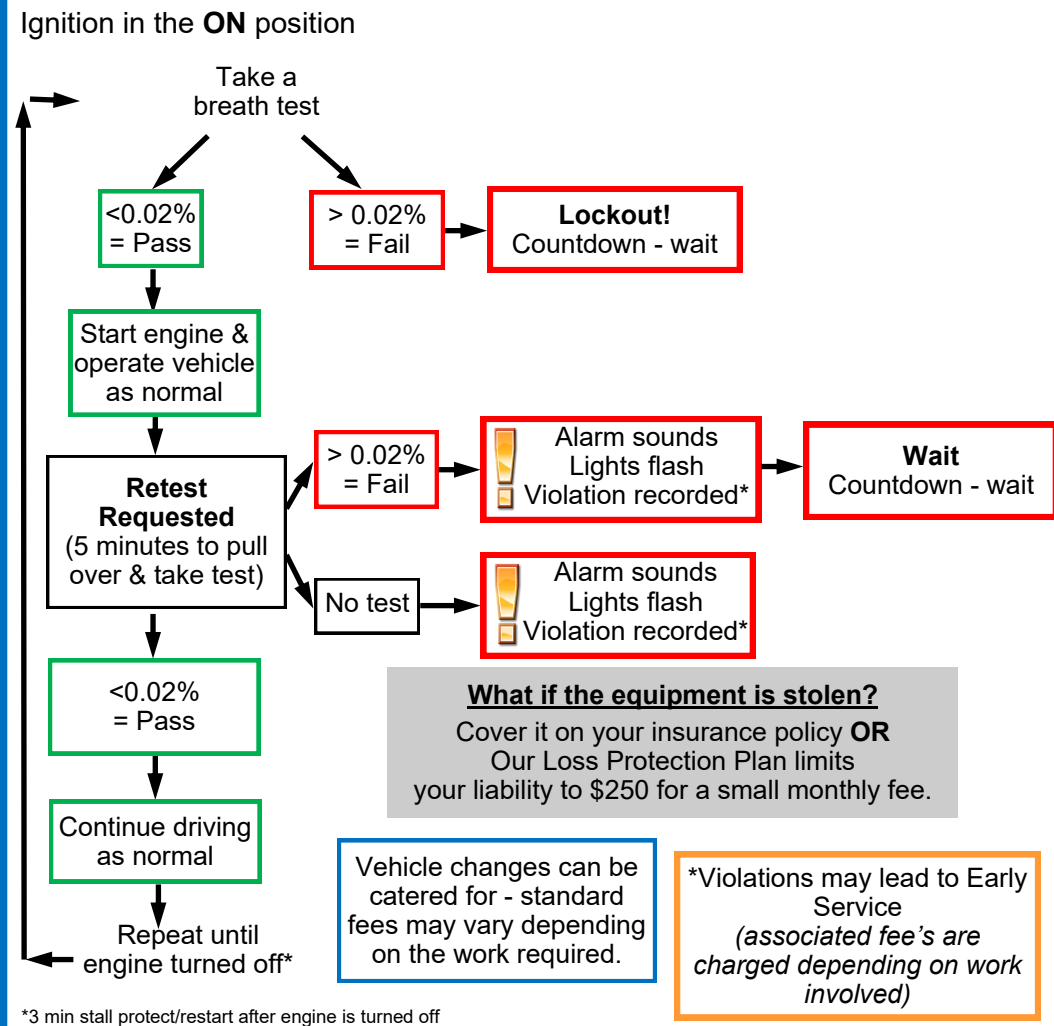 Ignition in the ON position
Take a
breath test
<0.02%
= Pass
> 0.02%
= Fail
Lockout!
Countdown - wait
Start engine &
operate vehicle
as normal
Retest
Requested
(5 minutes to pull
over & take test)
> 0.02%
= Fail
Alarm sounds
Lights flash
Violation recorded*
Wait
Countdown - wait
No test
Alarm sounds
Lights flash
Violation recorded*
<0.02%
= Pass
Continue driving
as normal
Repeat until
engine turned off*
What if the equipment is stolen?
Cover it on your insurance policy OR
Our Loss Protection Plan limits
your liability to $250 for a small monthly fee.
Vehicle changes can be
catered for - standard
fees may vary depending
on the work required.
*Violations may lead to Early
Service
(associated fee's are
charged depending on work
involved)
*3 min stall protect/restart after engine is turned off